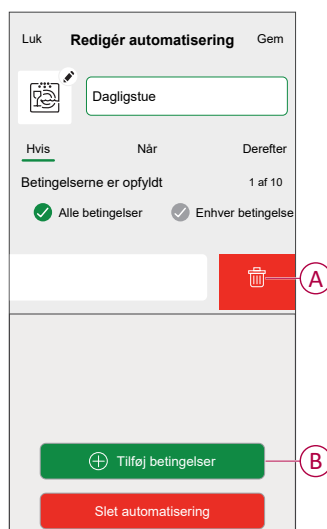 Luk Redigér automatisering Gem
Dagligstue
Hvis Når Derefter
Betingelserne er opfyldt 1 af 10
Alle betingelser Enhver betingelse
A
Tilføj betingelser
B
Slet automatisering